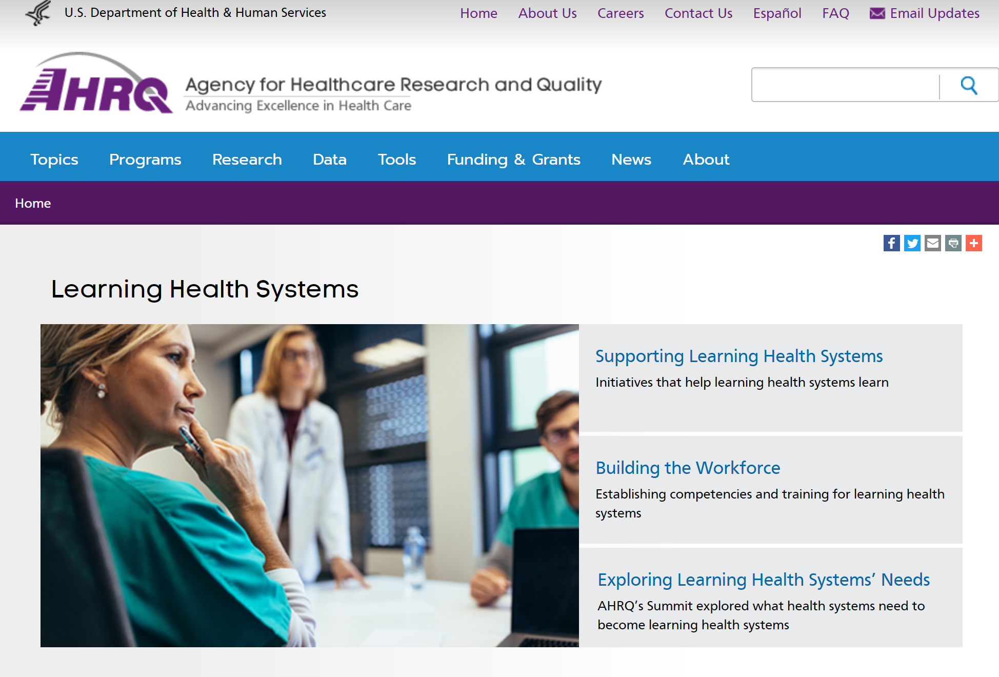 U.S. Department of Health & Human Services
Home About Us Careers Contact Us Español FAQ Email Updates
AHRQ
Agency for Healthcare Research and Quality
Advancing Excellence in Health Care
Topics Programs Research Data Tools Funding & Grants News About
Home
Learning Health Systems
Supporting Learning Health Systems
Initiatives that help learning health systems learn
Building the Workforce
Establishing competencies and training for learning health
systems
Exploring Learning Health Systems’ Needs
AHRQ’s Summit explored what health systems need to
become learning health systems